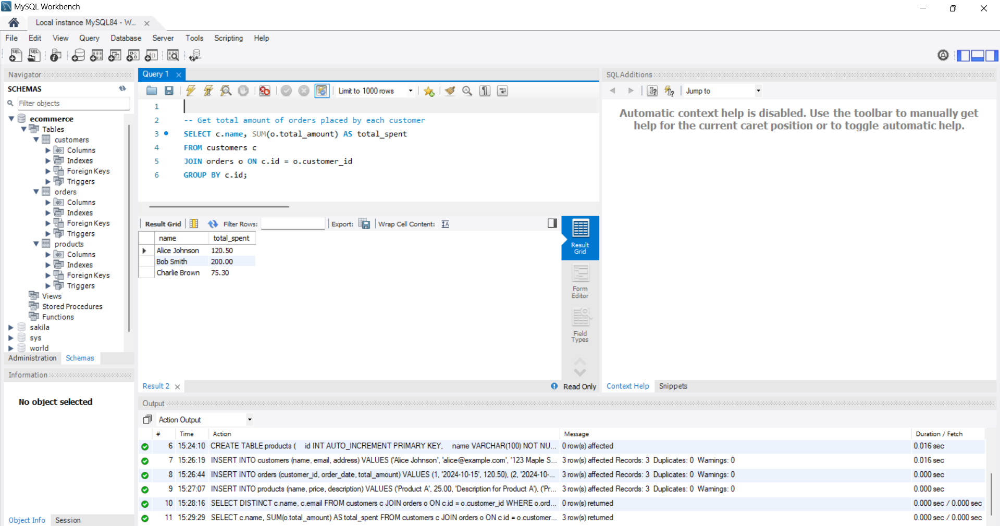 MySQL Workbench
Local instance MySQL84 - W...
File Edit View Query Database Server Tools Scripting Help
Navigator
SCHEMAS
Filter objects
ecommerce
Tables
customers
Columns
Indexes
Foreign Keys
Triggers
orders
Columns
Indexes
Foreign Keys
Triggers
products
Columns
Indexes
Foreign Keys
Triggers
Views
Stored Procedures
Functions
sakila
sys
world
Administration Schemas
Information
No object selected
Object Info Session
Query 1
Limit to 1000 rows
1
2 -- Get total amount of orders placed by each customer
3 SELECT c.name, SUM(o.total_amount) AS total_spent
4 FROM customers c
5 JOIN orders o ON c.id = o.customer_id
6 GROUP BY c.id;
Result Grid Filter Rows: Export: Wrap Cell Content:
name total_spent
Alice Johnson 120.50
Bob Smith 200.00
Charlie Brown 75.30
Result
Grid
Form
Editor
Field
Types
Result 2 Read Only
SQLAdditions
Jump to
Automatic context help is disabled. Use the toolbar to manually get
help for the current caret position or to toggle automatic help.
Context Help Snippets
Output
Action Output
# Time Action Message Duration / Fetch
6 15:24:10 CREATE TABLE products ( id INT AUTO_INCREMENT PRIMARY KEY, name VARCHAR(100) NOT NU... 0 row(s) affected 0.016 sec
7 15:26:19 INSERT INTO customers (name, email, address) VALUES ('Alice Johnson', 'alice@example.com', '123 Maple S... 3 row(s) affected Records: 3 Duplicates: 0 Warnings: 0 0.016 sec
8 15:26:44 INSERT INTO orders (customer_id, order_date, total_amount) VALUES (1, '2024-10-15', 120.50), (2, '2024-10-... 3 row(s) affected Records: 3 Duplicates: 0 Warnings: 0 0.000 sec
9 15:27:07 INSERT INTO products (name, price, description) VALUES ('Product A', 25.00, 'Description for Product A'), ('Pr... 3 row(s) affected Records: 3 Duplicates: 0 Warnings: 0 0.000 sec
10 15:28:16 SELECT DISTINCT c.name, c.email FROM customers c JOIN orders o ON c.id = o.customer_id WHERE o.ord... 0 row(s) returned 0.000 sec / 0.000 sec
11 15:29:29 SELECT c.name, SUM(o.total_amount) AS total_spent FROM customers c JOIN orders o ON c.id = o.customer... 3 row(s) returned 0.000 sec / 0.000 sec